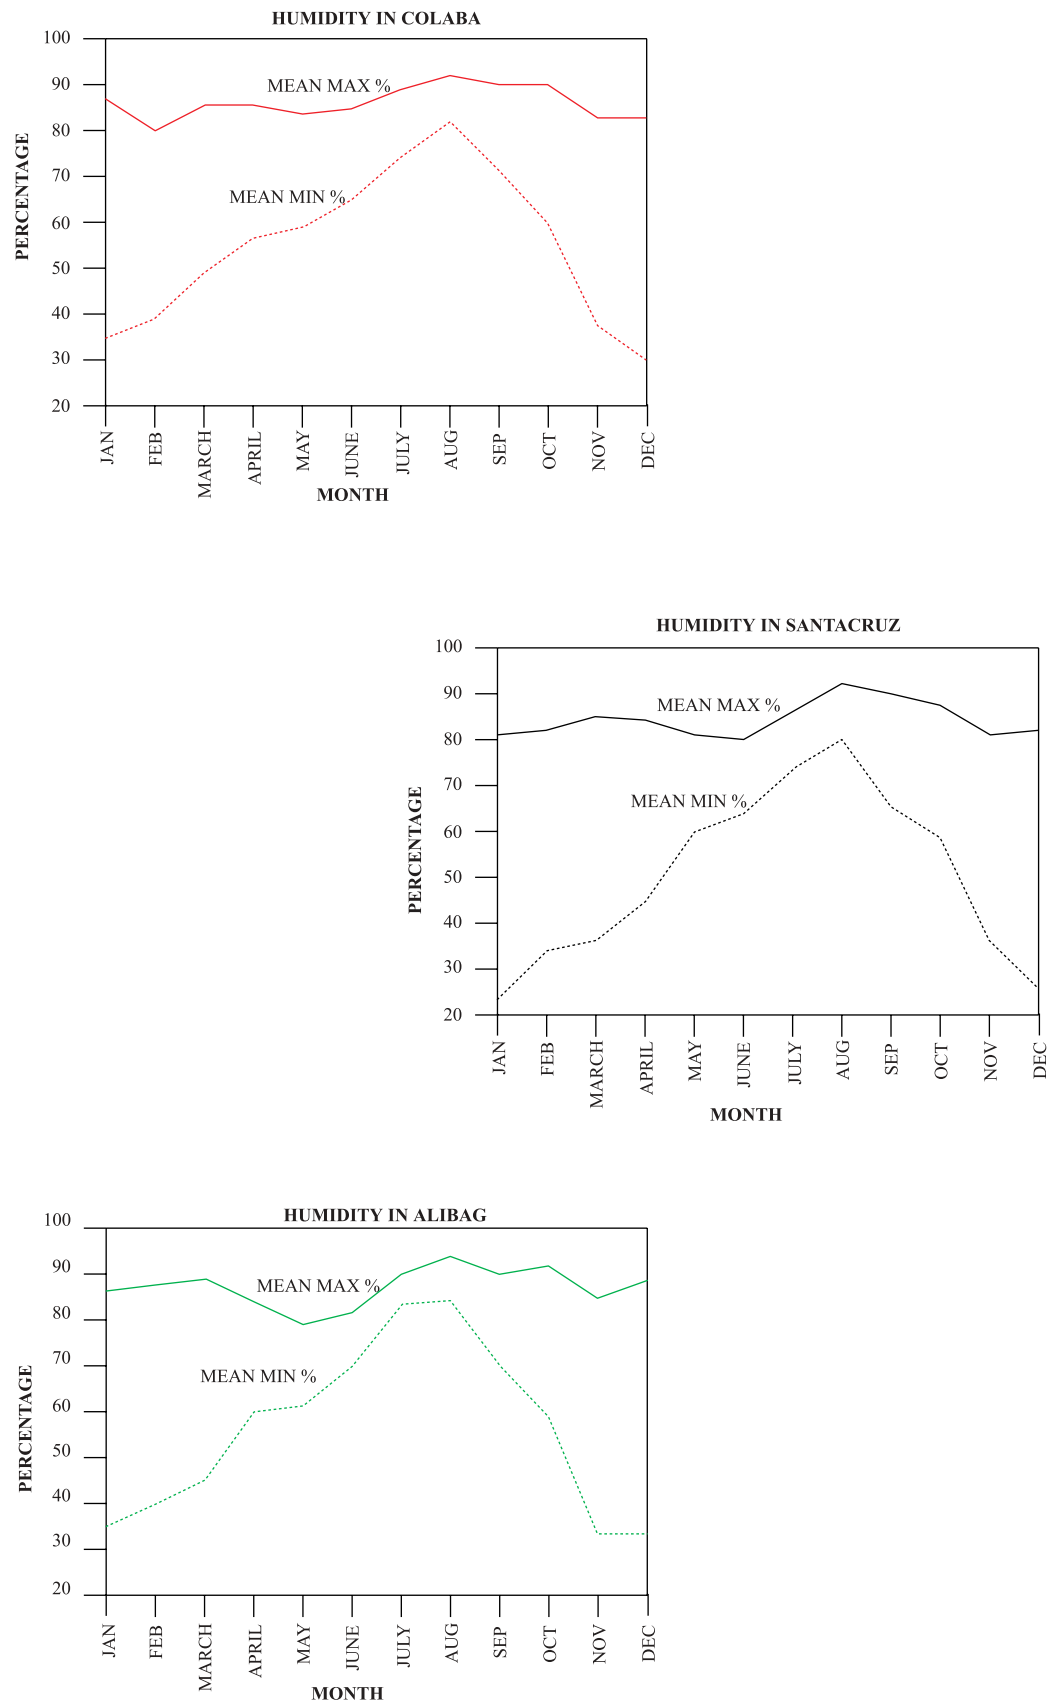 HUMIDITY IN COLABA
100
90
80
70
60
50
40
30
20
PERCENTAGE
MEAN MAX %
MEAN MIN %
JAN
FEB
MARCH
APRIL
MAY
JUNE
JULY
AUG
SEP
OCT
NOV
DEC
MONTH
HUMIDITY IN SANTACRUZ
100
90
80
70
60
50
40
30
20
PERCENTAGE
MEAN MAX %
MEAN MIN %
JAN
FEB
MARCH
APRIL
MAY
JUNE
JULY
AUG
SEP
OCT
NOV
DEC
MONTH
HUMIDITY IN ALIBAG
100
90
80
70
60
50
40
30
20
PERCENTAGE
MEAN MAX %
MEAN MIN %
JAN
FEB
MARCH
APRIL
MAY
JUNE
JULY
AUG
SEP
OCT
NOV
DEC
MONTH